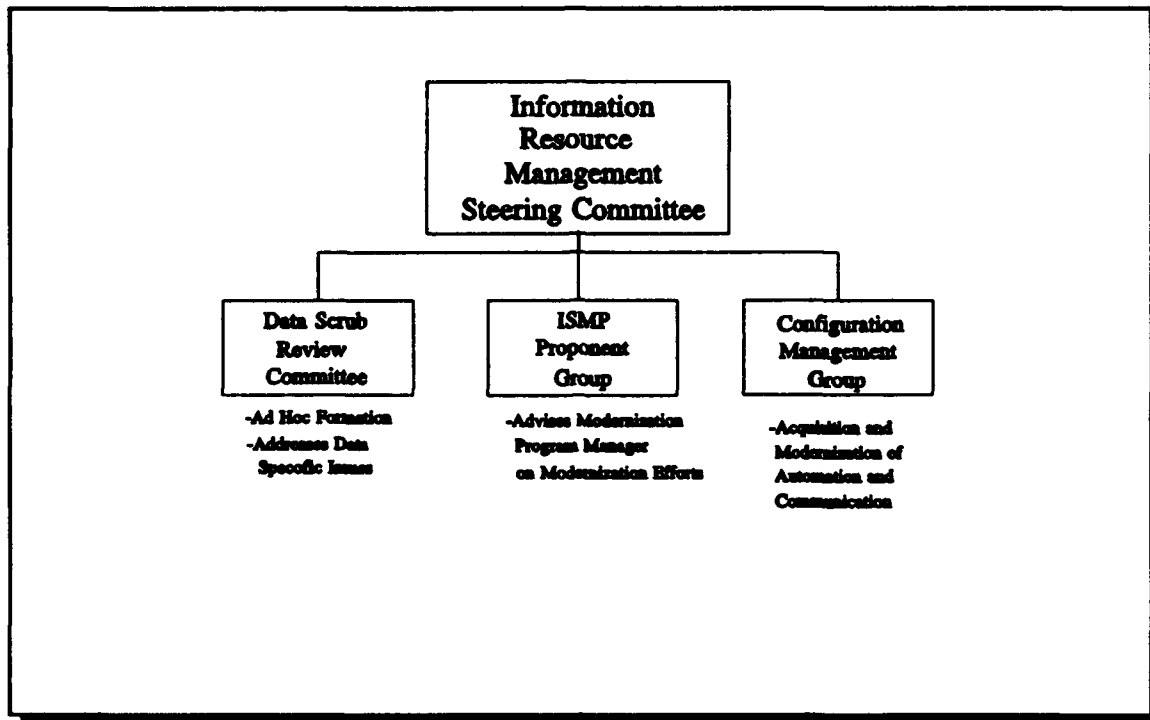 Information
Resource
Management
Steering Committee
Data Scrub
Review
Committee
-Ad Hoc Formation
-Addresses Data
Specofic Issues
ISMP
Proponent
Group
-Advises Modernization
Program Manager
on Modernization Efforts
Configuration
Management
Group
-Acquisition and
Modernization of
Automation and
Communication